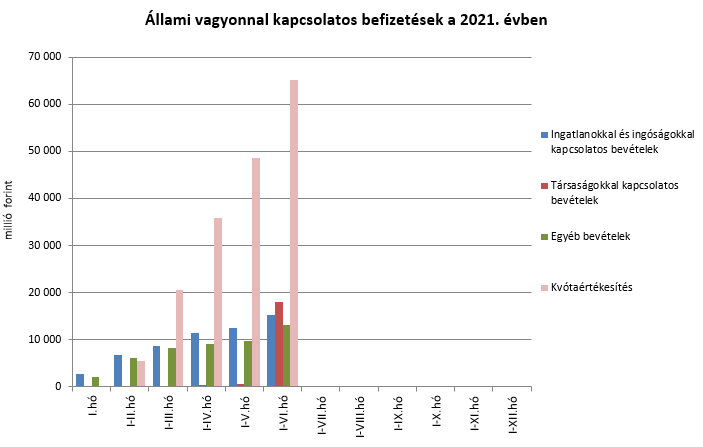 Állami vagyonnal kapcsolatos befizetések a 2021. évben
70 000
60 000
50 000
40 000
30 000
20 000
10 000
0
millió forint
I.hó
I-II.hó
I-III.hó
I-IV.hó
I-V.hó
I-VI.hó
I-VII.hó
I-VIII.hó
I-IX.hó
I-X.hó
I-XI.hó
I-XII.hó
Ingatlanokkal és ingóságokkal
kapcsolatos bevételek
Társaságokkal kapcsolatos
bevételek
Egyéb bevételek
Kvótaértékesítés